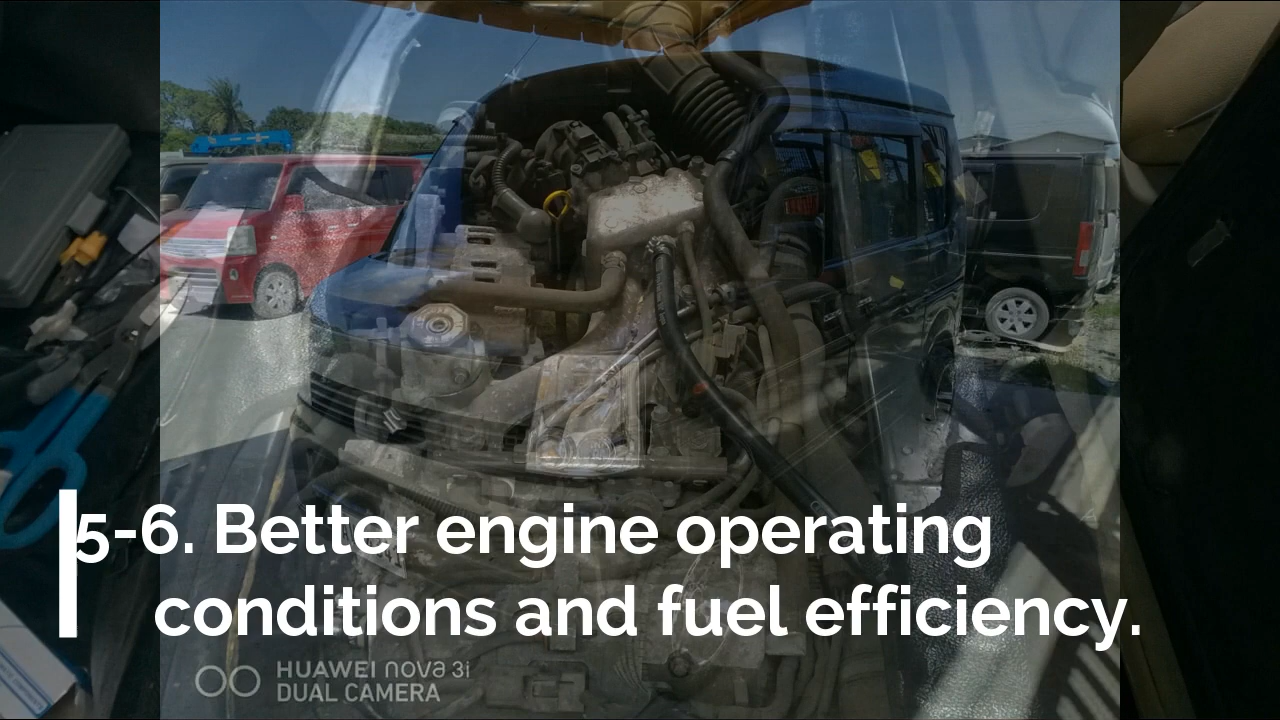 5-6. Better engine operating
conditions and fuel efficiency.
HUAWEI nova 3i
DUAL CAMERA